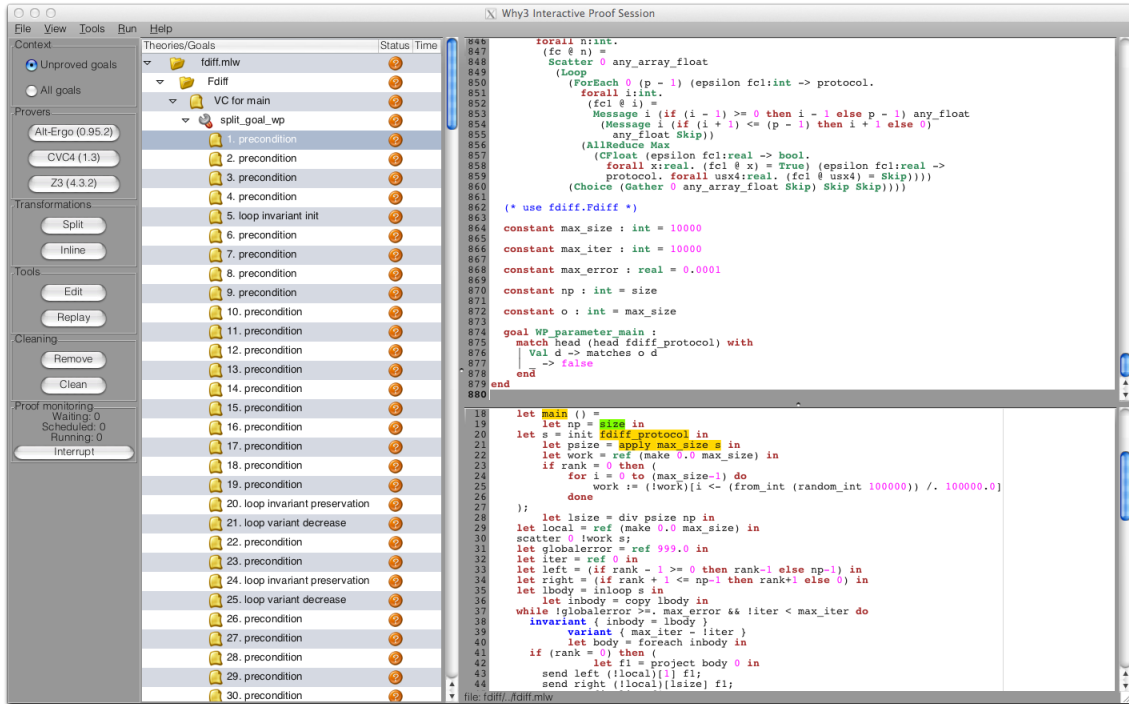 Why3 Interactive Proof Session
File View Tools Run Help
Context
Unproved goals
All goals
Provers
Alt-Ergo (0.95.2)
CVC4 (1.3)
Z3 (4.3.2)
Transformations
Split
Inline
Tools
Edit
Replay
Cleaning
Remove
Clean
Proof monitoring
Waiting: 0
Scheduled: 0
Running: 0
Interrupt
Theories/Goals Status Time
fdiff.mlw
Fdiff
VC for main
split_goal_wp
1. precondition
2. precondition
3. precondition
4. precondition
5. loop invariant init
6. precondition
7. precondition
8. precondition
9. precondition
10. precondition
11. precondition
12. precondition
13. precondition
14. precondition
15. precondition
16. precondition
17. precondition
18. precondition
19. precondition
20. loop invariant preservation
21. loop variant decrease
22. precondition
23. precondition
24. loop invariant preservation
25. loop variant decrease
26. precondition
27. precondition
28. precondition
29. precondition
30. precondition
846 forall n:int.
847 (fc @ n) =
848 Scatter 0 any_array_float
849 (Loop
850 (ForEach 0 (p - 1) (epsilon fc1:int -> protocol.
851 forall i:int.
852 (fc1 @ i) =
853 Message i (if (i - 1) >= 0 then i - 1 else p - 1) any_float
854 (Message i (if (i + 1) <= (p - 1) then i + 1 else 0)
855 any_float Skip))
856 (AllReduce Max
857 (CFloat (epsilon fc1:real -> bool.
858 forall x:real. (fc1 @ x) = True) (epsilon fc1:real ->
859 protocol. forall usx4:real. (fc1 @ usx4) = Skip))))
860 (Choice (Gather 0 any_array_float Skip) Skip Skip))))
861
862 (* use fdiff.Fdiff *)
863
864 constant max_size : int = 10000
865
866 constant max_iter : int = 10000
867
868 constant max_error : real = 0.0001
869
870 constant np : int = size
871
872 constant o : int = max_size
873
874 goal WP_parameter_main :
875 match head (head fdiff_protocol) with
876 | Val d -> matches o d
877 | _ -> false
878 end
879 end
880
18 let main () =
19 let np = size in
20 let s = init fdiff_protocol in
21 let psize = apply max_size s in
22 let work = ref (make 0.0 max_size) in
23 if rank = 0 then (
24 for i = 0 to (max_size-1) do
25 work := (!work)[i <- (from_int (random_int 100000)) /. 100000.0]
26 done
27 );
28 let lsize = div psize np in
29 let local = ref (make 0.0 max_size) in
30 scatter 0 !work s;
31 let globalerror = ref 999.0 in
32 let iter = ref 0 in
33 let left = (if rank - 1 >= 0 then rank-1 else np-1) in
34 let right = (if rank + 1 <= np-1 then rank+1 else 0) in
35 let lbody = inloop s in
36 let inbody = copy lbody in
37 while !globalerror >=. max_error && !iter < max_iter do
38 invariant { inbody = lbody }
39 variant { max_iter - !iter }
40 let body = foreach inbody in
41 if (rank = 0) then (
42 let f1 = project body 0 in
43 send left (!local)[1] f1;
44 send right (!local)[lsize] f1;
file: fdiff/../fdiff.mlw